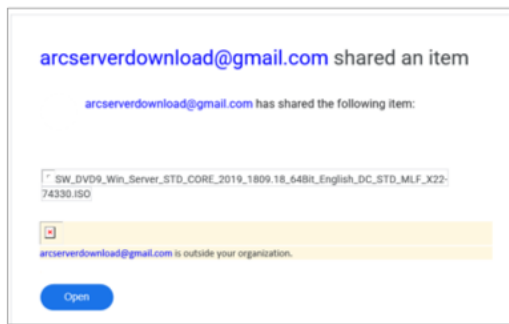 arcserverdownload@gmail.com shared an item
arcserverdownload@gmail.com has shared the following item:
SW_DVD9_Win_Server_STD_CORE_2019_1809.18_64Bit_English_DC_STD_MLF_X22-
74330.ISO
arcserverdownload@gmail.com is outside your organization.
Open